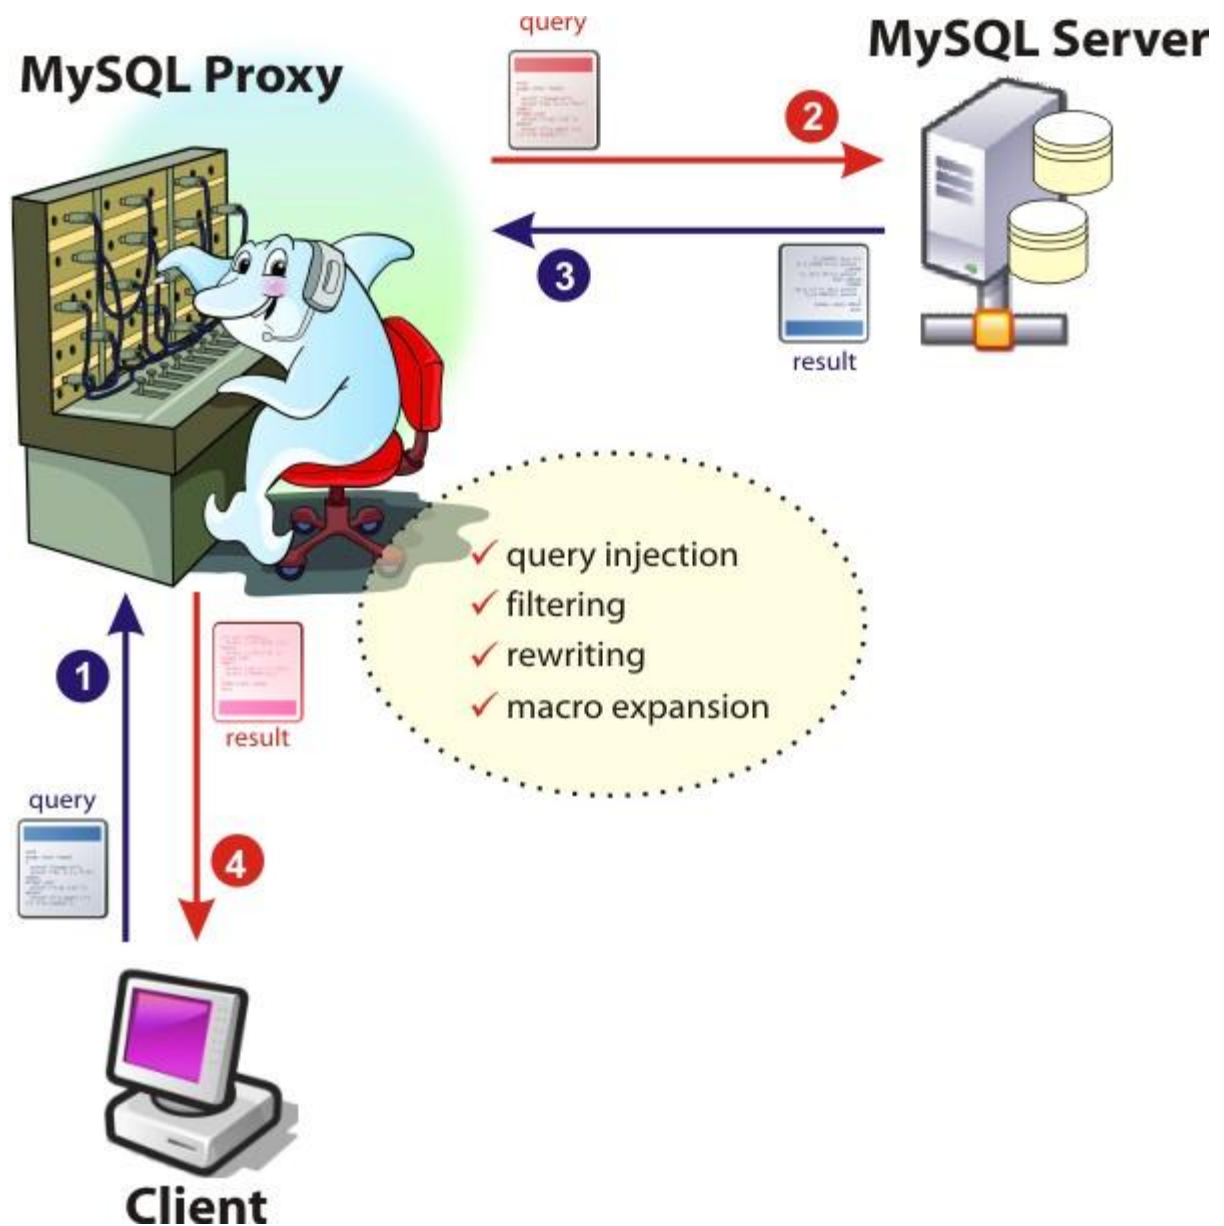 query
MySQL Server
MySQL Proxy
2
3
result
query injection
filtering
rewriting
macro expansion
1
result
query
4
Client